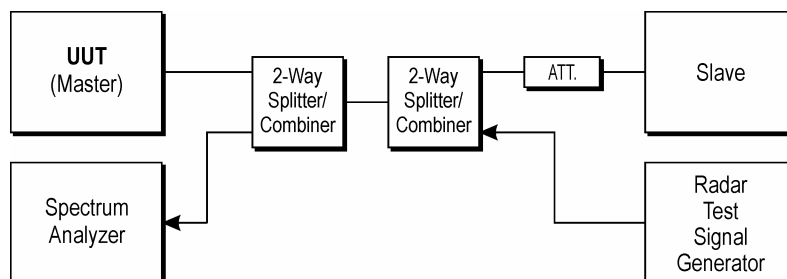 UUT
(Master)
2-Way
Splitter/
Combiner
2-Way
Splitter/
Combiner
ATT.
Slave
Spectrum
Analyzer
Radar
Test
Signal
Generator